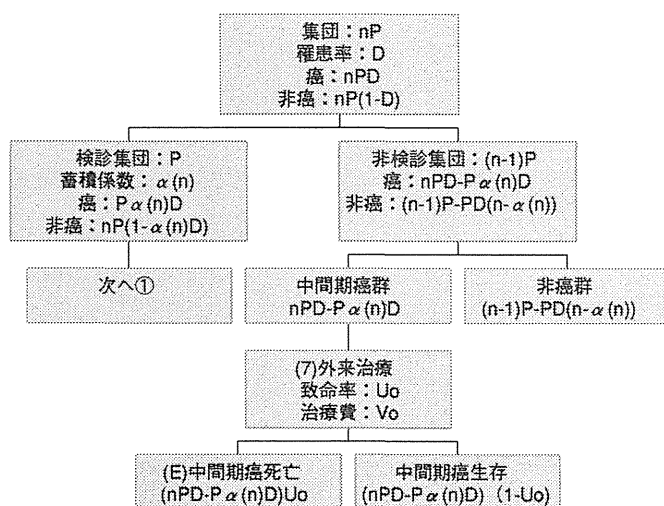 集団：nP
罹患率：D
癌：nPD
非癌：nP(1-D)
検診集団：P
蓄積係数：α(n)
癌：Pα(n)D
非癌：nP(1-α(n)D)
非検診集団：(n-1)P
癌：nPD-Pα(n)D
非癌：(n-1)P-PD(n-α(n))
次へ①
中間期癌群
nPD-Pα(n)D
非癌群
(n-1)P-PD(n-α(n))
(7)外来治療
致命率：Uo
治療費：Vo
(E)中間期癌死亡
(nPD-Pα(n)D)Uo
中間期癌生存
(nPD-Pα(n)D)（1-Uo)